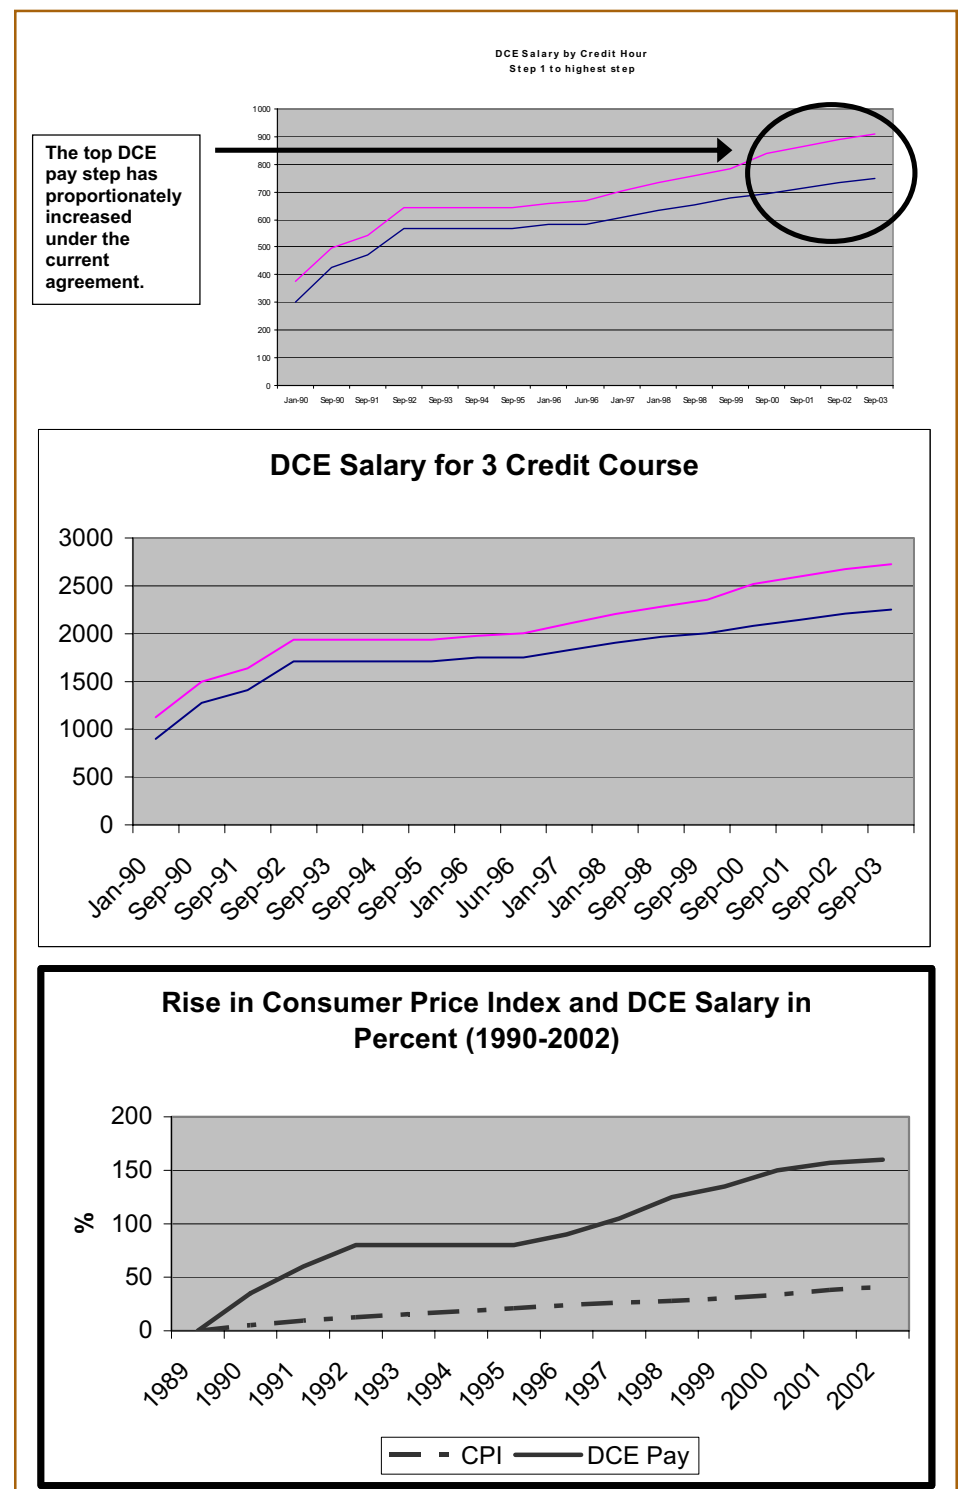 DCE Salary by Credit Hour
Step 1 to highest step
The top DCE
pay step has
proportionately
increased
under the
current
agreement.
1000
900
800
700
600
500
400
300
200
100
0
Jan-90 Sep-90 Sep-91 Sep-92 Sep-93 Sep-94 Sep-95 Jan-96 Jun-96 Jan-97 Jan-98 Sep-98 Sep-99 Sep-00 Sep-01 Sep-02 Sep-03
DCE Salary for 3 Credit Course
3000
2500
2000
1500
1000
500
0
Jan-90 Sep-90 Sep-91 Sep-92 Sep-93 Sep-94 Sep-95 Jan-96 Jun-96 Jan-97 Jan-98 Sep-98 Sep-99 Sep-00 Sep-01 Sep-02 Sep-03
Rise in Consumer Price Index and DCE Salary in
Percent (1990-2002)
200
150
100
50
0
%
1989 1990 1991 1992 1993 1994 1995 1996 1997 1998 1999 2000 2001 2002
CPI DCE Pay